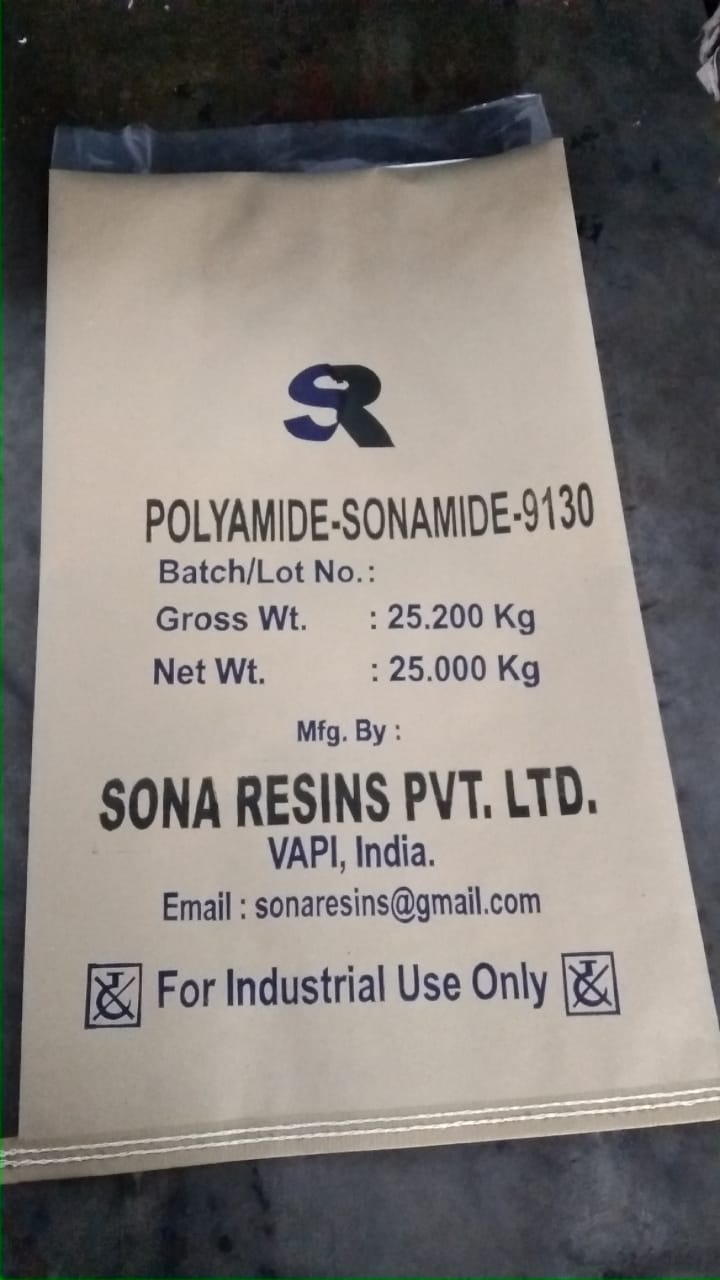 SR
POLYAMIDE-SONAMIDE-9130
Batch/Lot No.:
Gross Wt. : 25.200 Kg
Net Wt. : 25.000 Kg
Mfg. By :
SONA RESINS PVT. LTD.
VAPI, India.
Email : sonaresins@gmail.com
For Industrial Use Only